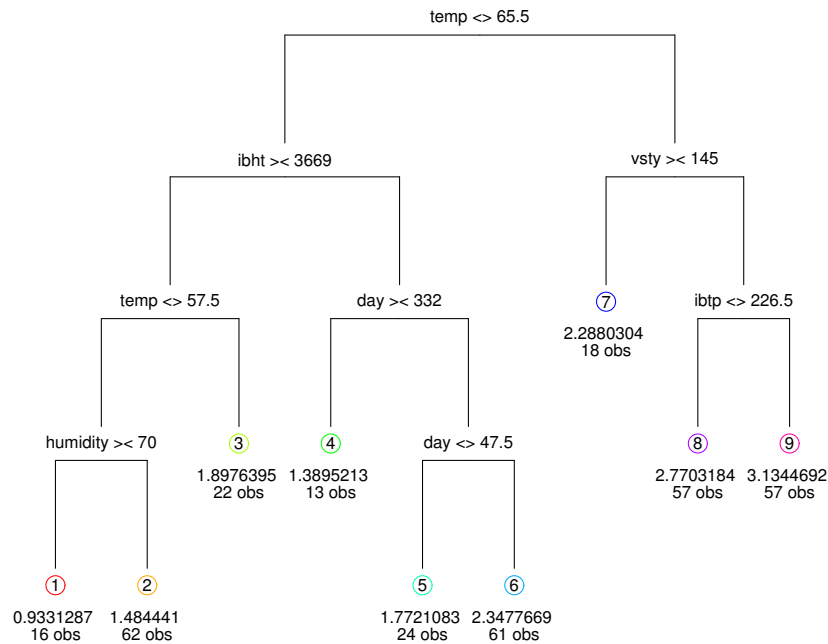 temp <> 65.5
ibht >< 3669
vsty >< 145
temp <> 57.5
day >< 332
7
ibtp <> 226.5
2.2880304
18 obs
humidity >< 70
3
4
day <> 47.5
8
9
1.8976395
22 obs
1.3895213
13 obs
2.7703184
57 obs
3.1344692
57 obs
1
2
5
6
0.9331287
16 obs
1.484441
62 obs
1.7721083
24 obs
2.3477669
61 obs